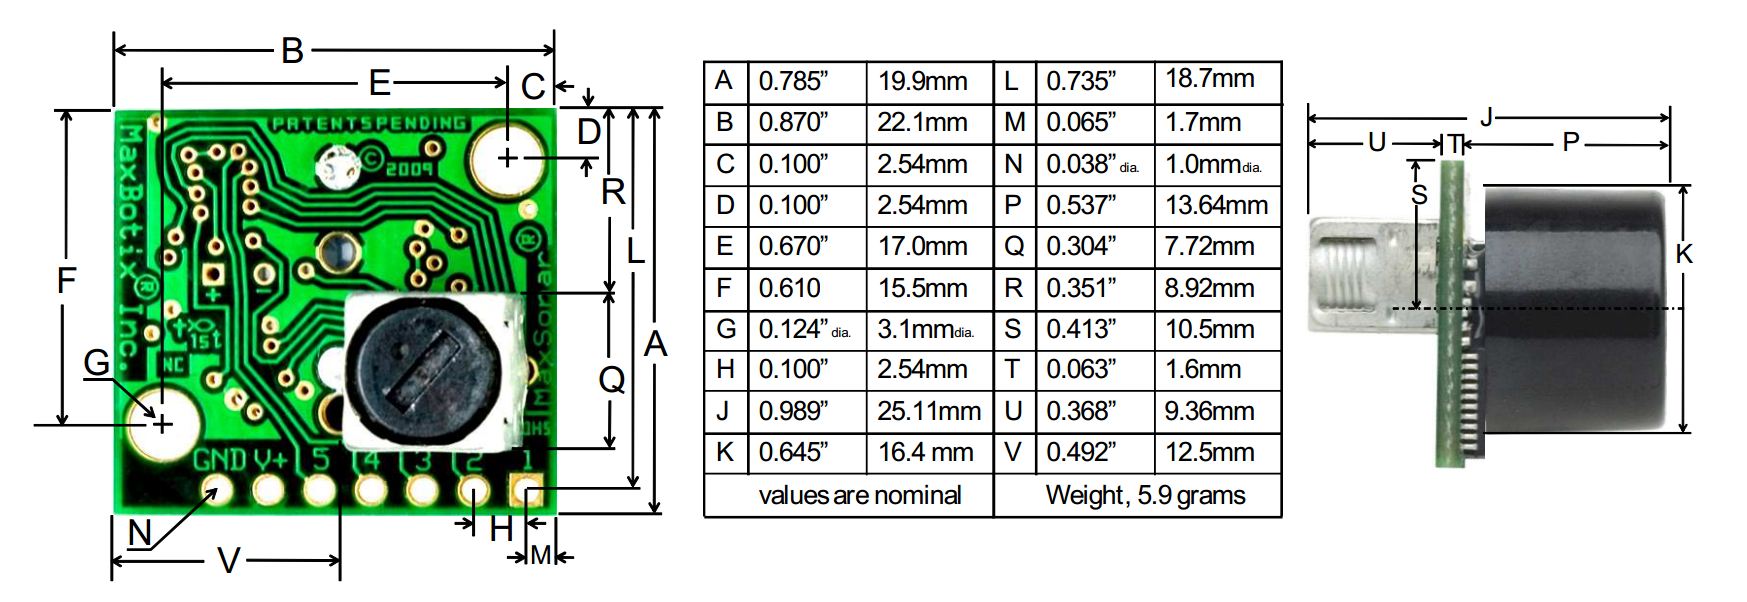 B
E
C
D
F
R
L
A
Q
G
N
H
M
V
PATENTSPENDING
© 2009
MaxBotix® Inc.
+
1st
NC
GND V+ 5 4 3 2 1
A 0.785” 19.9mm L 0.735” 18.7mm
B 0.870” 22.1mm M 0.065” 1.7mm
C 0.100” 2.54mm N 0.038” dia. 1.0mmdia.
D 0.100” 2.54mm P 0.537” 13.64mm
E 0.670” 17.0mm Q 0.304” 7.72mm
F 0.610 15.5mm R 0.351” 8.92mm
G 0.124” dia. 3.1mmdia. S 0.413” 10.5mm
H 0.100” 2.54mm T 0.063” 1.6mm
J 0.989” 25.11mm U 0.368” 9.36mm
K 0.645” 16.4 mm V 0.492” 12.5mm
values are nominal Weight, 5.9 grams
J
U
T
P
S
K